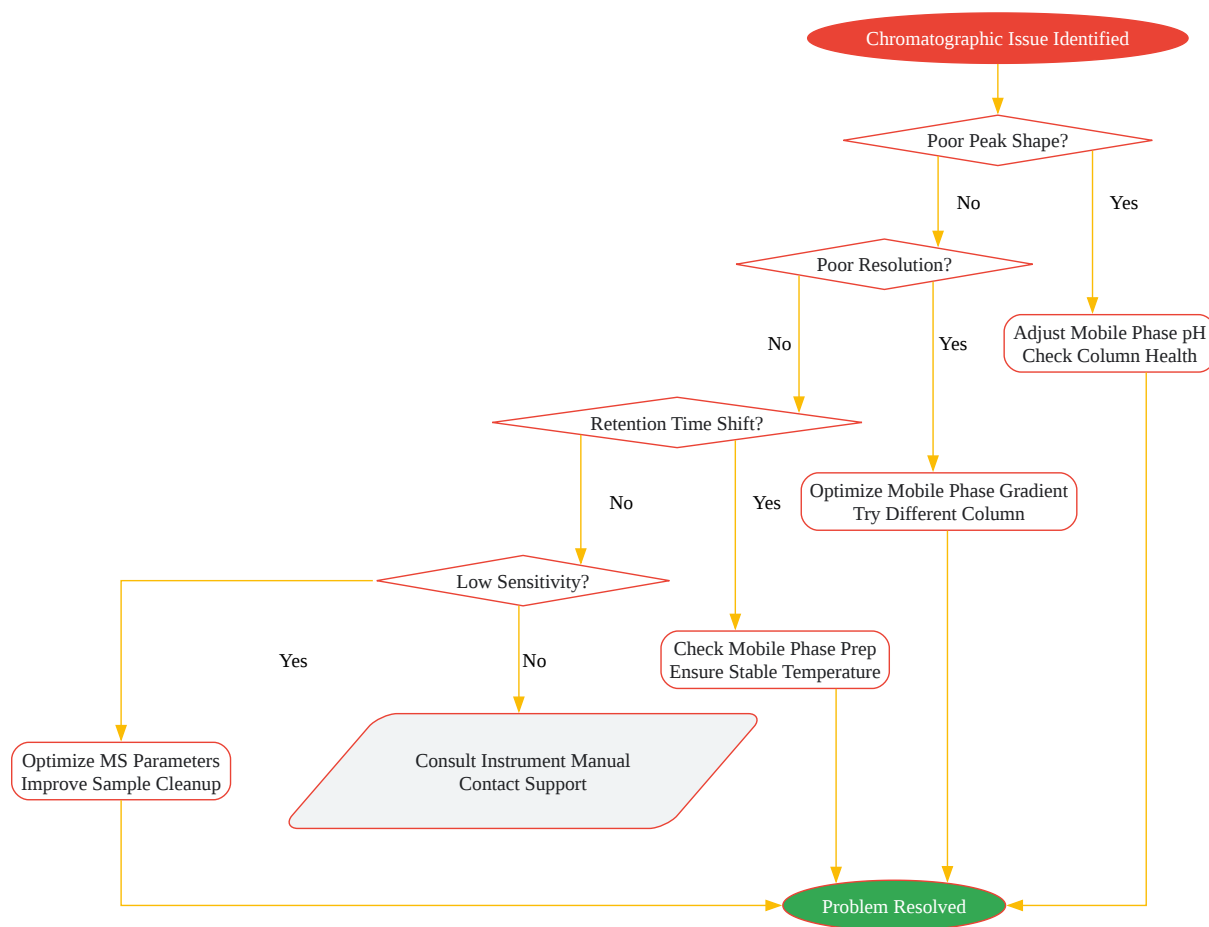 Chromatographic Issue Identified
Poor Peak Shape?
No
Yes
Poor Resolution?
No
Yes
Adjust Mobile Phase pH
Check Column Health
Retention Time Shift?
No
Yes
Optimize Mobile Phase Gradient
Try Different Column
Low Sensitivity?
Yes
No
Check Mobile Phase Prep
Ensure Stable Temperature
Optimize MS Parameters
Improve Sample Cleanup
Consult Instrument Manual
Contact Support
Problem Resolved